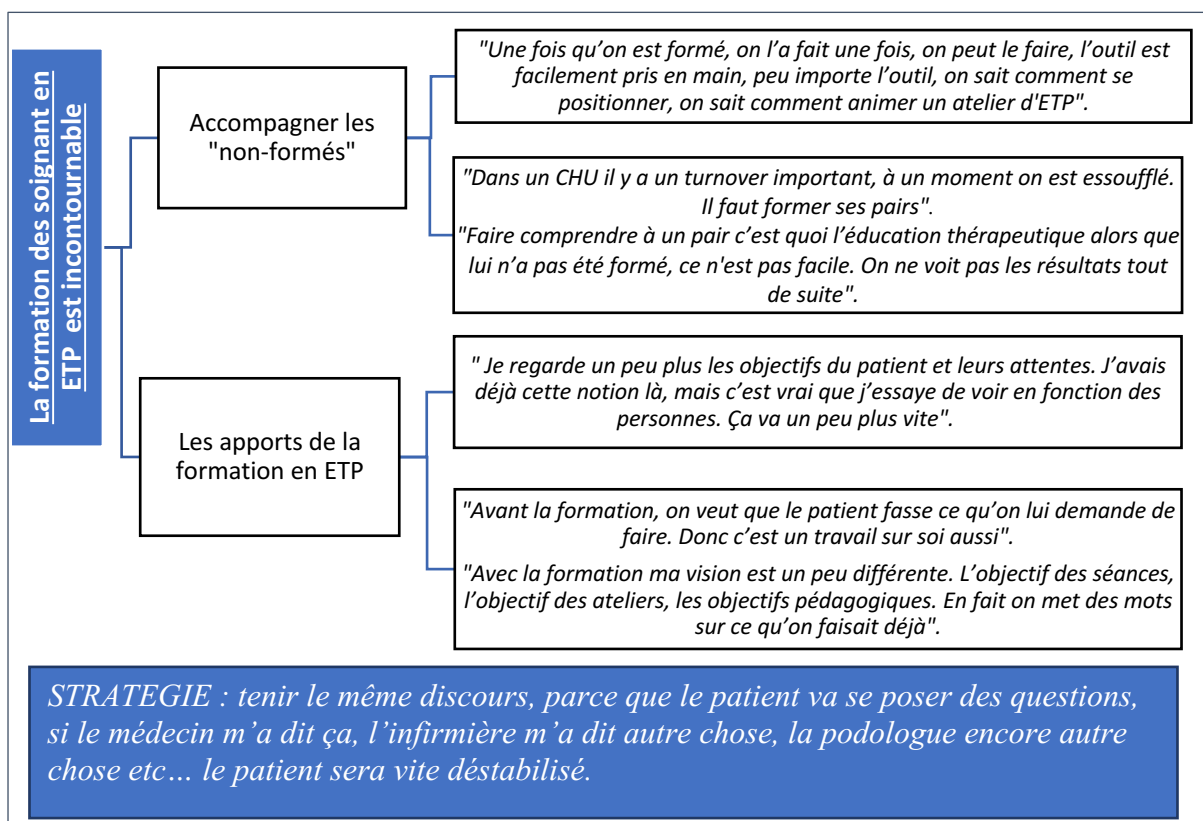 La formation des soignant en
ETP est incontournable
Accompagner les
"non-formés"
"Une fois qu’on est formé, on l’a fait une fois, on peut le faire, l’outil est
facilement pris en main, peu importe l’outil, on sait comment se
positionner, on sait comment animer un atelier d'ETP".
"Dans un CHU il y a un turnover important, à un moment on est essoufflé.
Il faut former ses pairs".
"Faire comprendre à un pair c’est quoi l’éducation thérapeutique alors que
lui n’a pas été formé, ce n'est pas facile. On ne voit pas les résultats tout
de suite".
Les apports de la
formation en ETP
" Je regarde un peu plus les objectifs du patient et leurs attentes. J’avais
déjà cette notion là, mais c’est vrai que j’essaye de voir en fonction des
personnes. Ça va un peu plus vite".
"Avant la formation, on veut que le patient fasse ce qu’on lui demande de
faire. Donc c’est un travail sur soi aussi".
"Avec la formation ma vision est un peu différente. L’objectif des séances,
l’objectif des ateliers, les objectifs pédagogiques. En fait on met des mots
sur ce qu’on faisait déjà".
STRATEGIE : tenir le même discours, parce que le patient va se poser des questions,
si le médecin m’a dit ça, l’infirmière m’a dit autre chose, la podologue encore autre
chose etc… le patient sera vite déstabilisé.